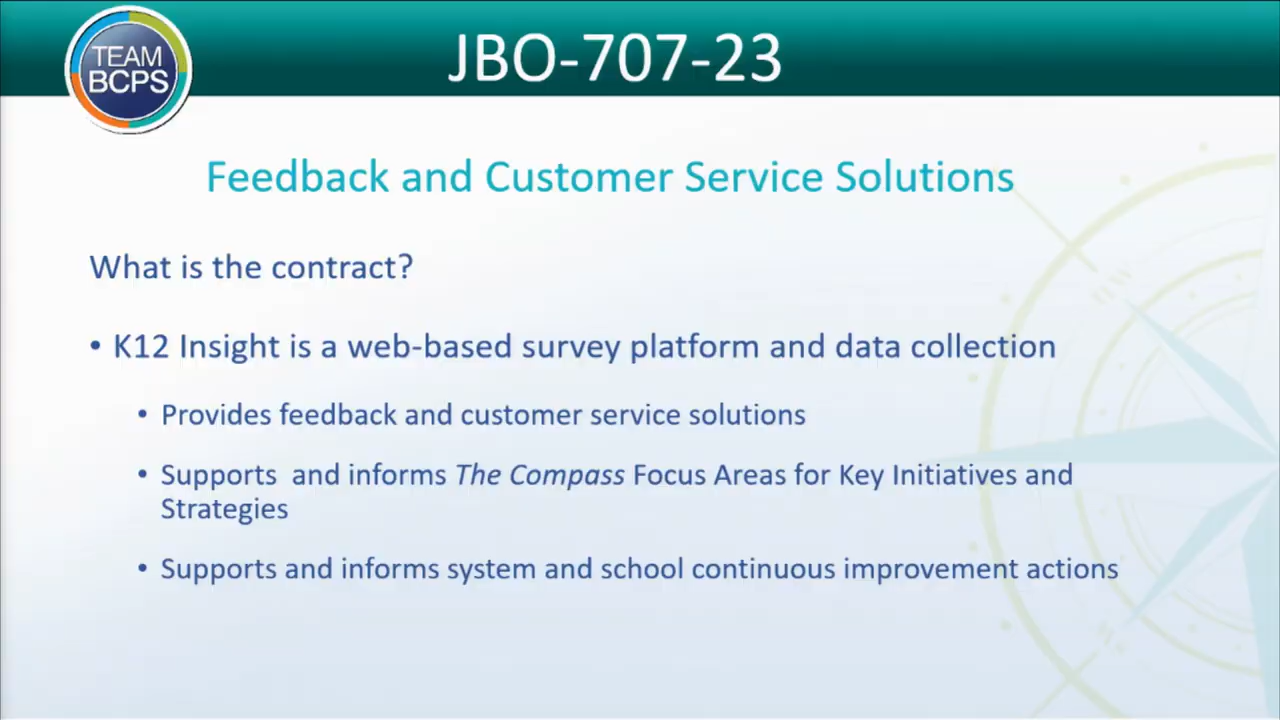 TEAM
BCPS
JBO-707-23
Feedback and Customer Service Solutions
What is the contract?
• K12 Insight is a web-based survey platform and data collection
• Provides feedback and customer service solutions
• Supports  and informs The Compass Focus Areas for Key Initiatives and
Strategies
• Supports and informs system and school continuous improvement actions